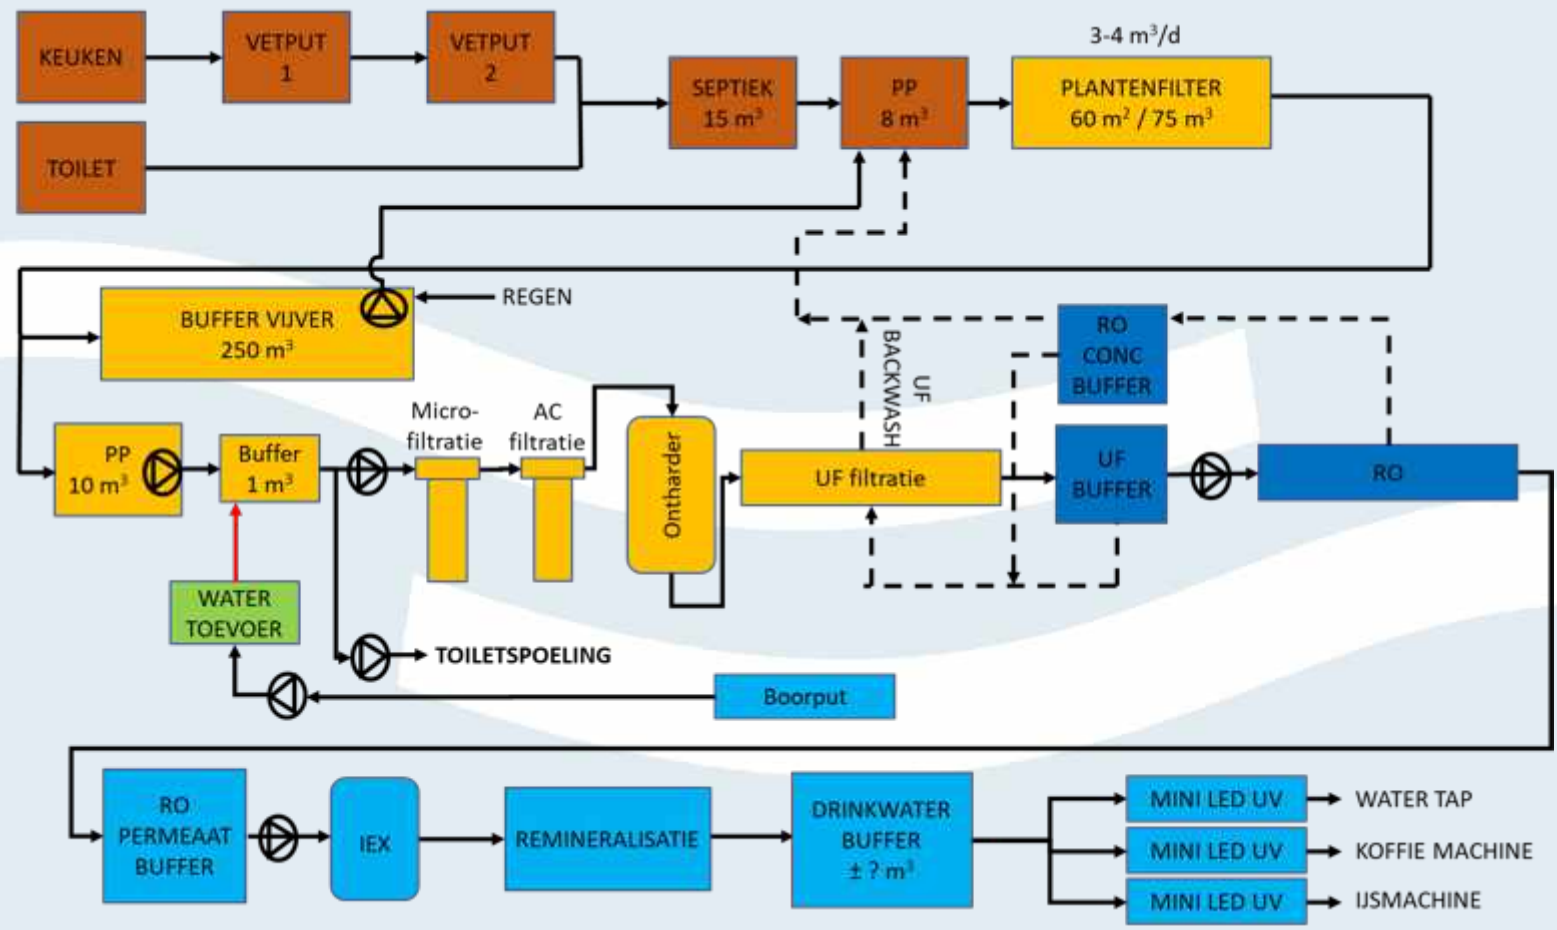 3-4 m³/d
KEUKEN
VETPUT
1
VETPUT
2
SEPTIEK
15 m³
PP
8 m³
PLANTENFILTER
60 m² / 75 m³
TOILET
REGEN
BUFFER VIJVER
250 m³
UF
BACKWASH
RO
CONC
BUFFER
PP
10 m³
Buffer
1 m³
Micro-
filtratie
AC
filtratie
Ontharder
UF filtratie
UF
BUFFER
RO
WATER
TOEVOER
TOILETSPOELING
Boorput
RO
PERMEAAT
BUFFER
IEX
REMINERALISATIE
DRINKWATER
BUFFER
± ? m³
MINI LED UV
WATER TAP
MINI LED UV
KOFFIE MACHINE
MINI LED UV
IJSMACHINE